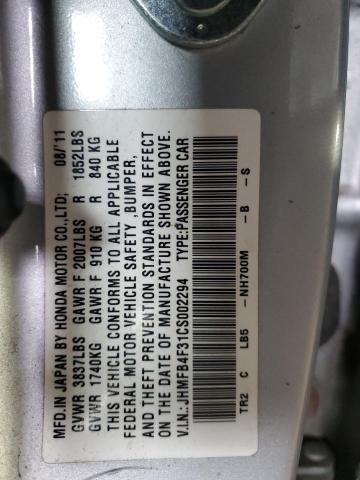 MFD.IN JAPAN BY HONDA MOTOR CO.,LTD; 08/'11
GVWR 3837LBS GAWR F 2007LBS R 1852LBS
GVWR 1740KG GAWR F 910 KG R 840 KG
THIS VEHICLE CONFORMS TO ALL APPLICABLE
FEDERAL MOTOR VEHICLE SAFETY ,BUMPER,
AND THEFT PREVENTION STANDARDS IN EFFECT
ON THE DATE OF MANUFACTURE SHOWN ABOVE.
V.I.N.:JHMFB4F31CS002294 TYPE:PASSENGER CAR
TR2 C LB5 -NH700M -B -S